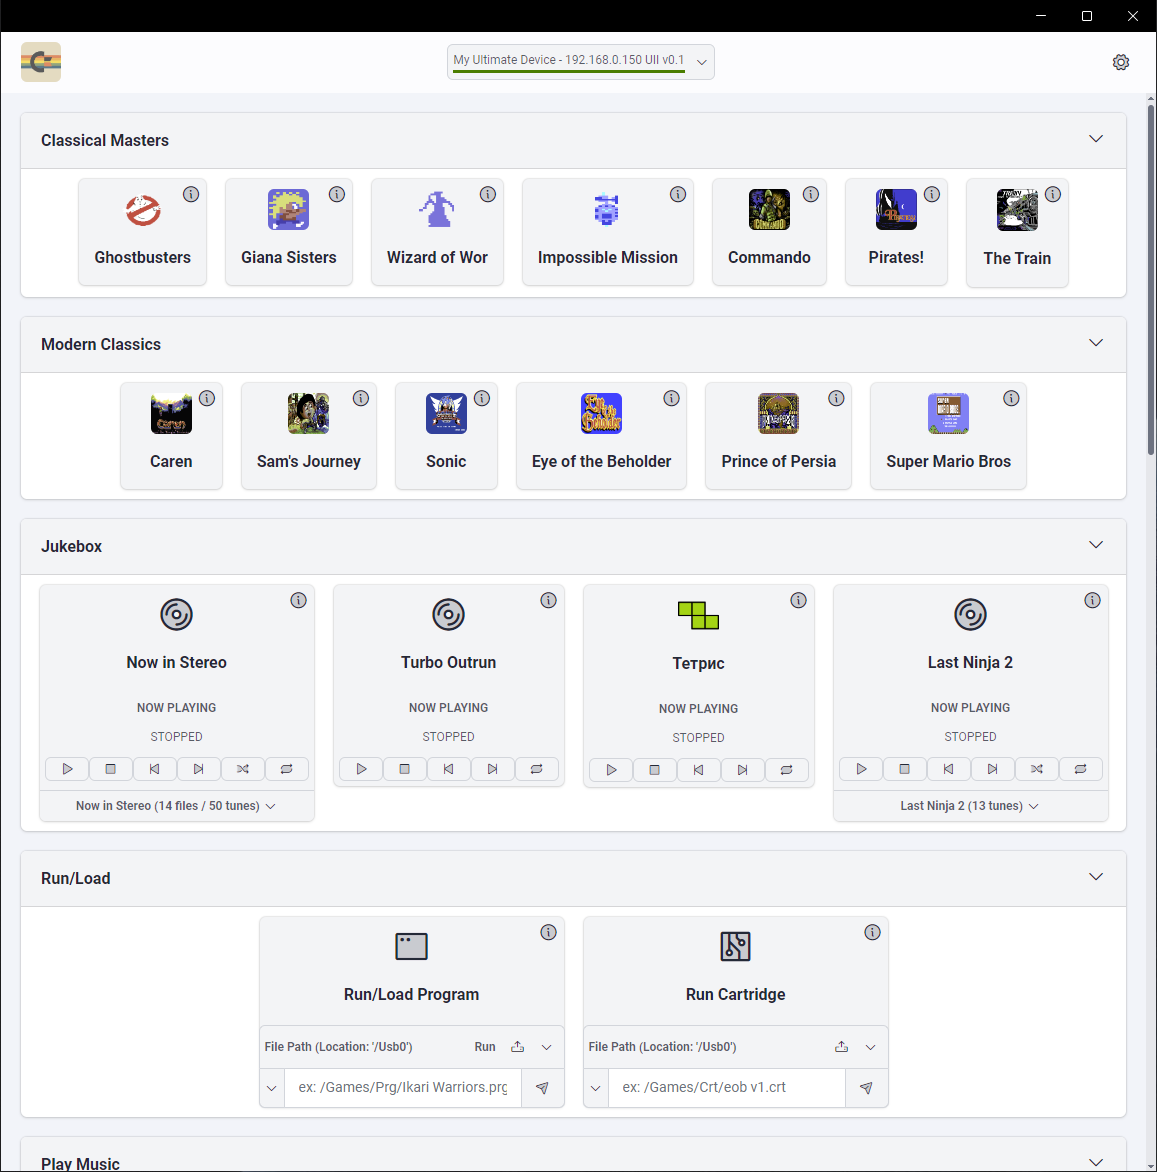 My Ultimate Device - 192.168.0.150 UII v0.1
Classical Masters
Ghostbusters
Giana Sisters
Wizard of Wor
Impossible Mission
COMMANDO
Commando
Pirates!
The Train
Modern Classics
Caren
Sam's Journey
Sonic
Eye of the Beholder
Prince of Persia
Super Mario Bros
Jukebox
Now in Stereo
NOW PLAYING
STOPPED
Now in Stereo (14 files / 50 tunes)
Turbo Outrun
NOW PLAYING
STOPPED
Тетрис
NOW PLAYING
STOPPED
Last Ninja 2
NOW PLAYING
STOPPED
Last Ninja 2 (13 tunes)
Run/Load
Run/Load Program
File Path (Location: '/Usb0') Run
ex: /Games/Prg/Ikari Warriors.prg
Run Cartridge
File Path (Location: '/Usb0')
ex: /Games/Crt/eob v1.crt
Play Music